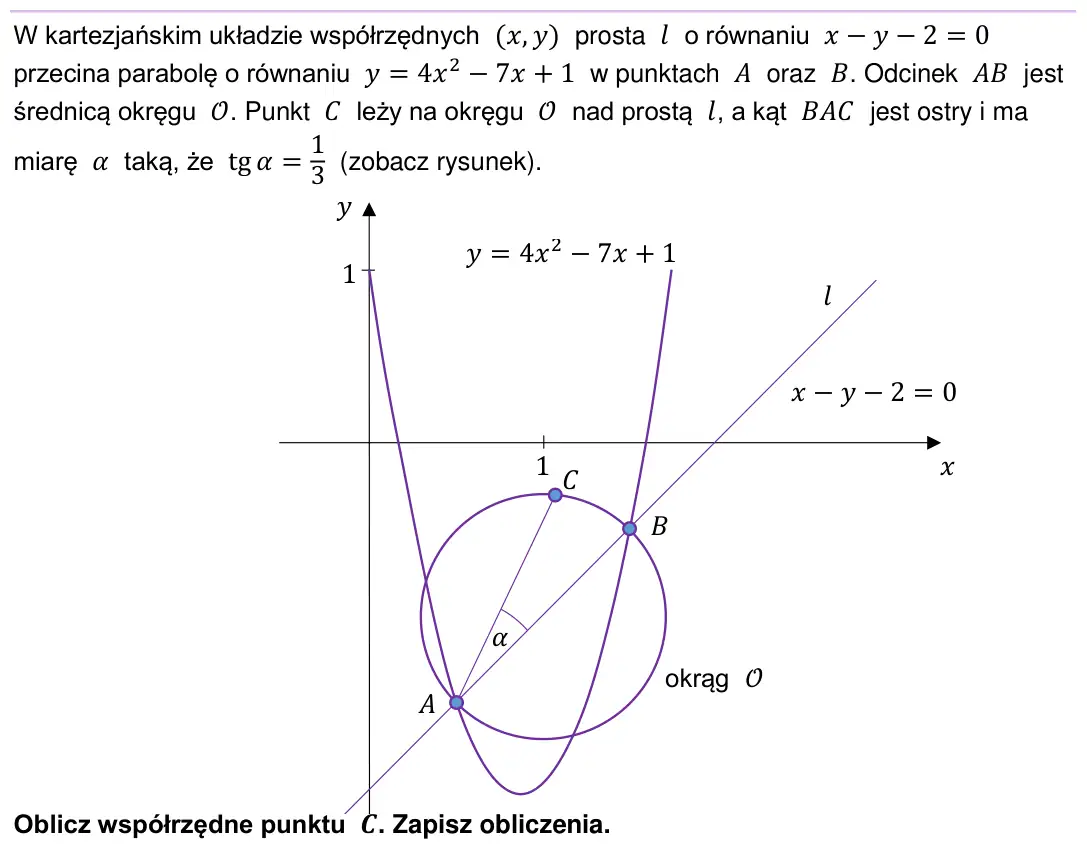 W kartezjańskim układzie współrzędnych (x, y) prosta l o równaniu x − y − 2 = 0
przecina parabolę o równaniu y = 4x² − 7x + 1 w punktach A oraz B. Odcinek AB jest
średnicą okręgu 𝒪. Punkt C leży na okręgu 𝒪 nad prostą l, a kąt BAC jest ostry i ma
miarę α taką, że tg α = 1/3 (zobacz rysunek).
y
y = 4x² − 7x + 1
1
l
x − y − 2 = 0
1
x
C
B
α
okrąg 𝒪
A
Oblicz współrzędne punktu C. Zapisz obliczenia.